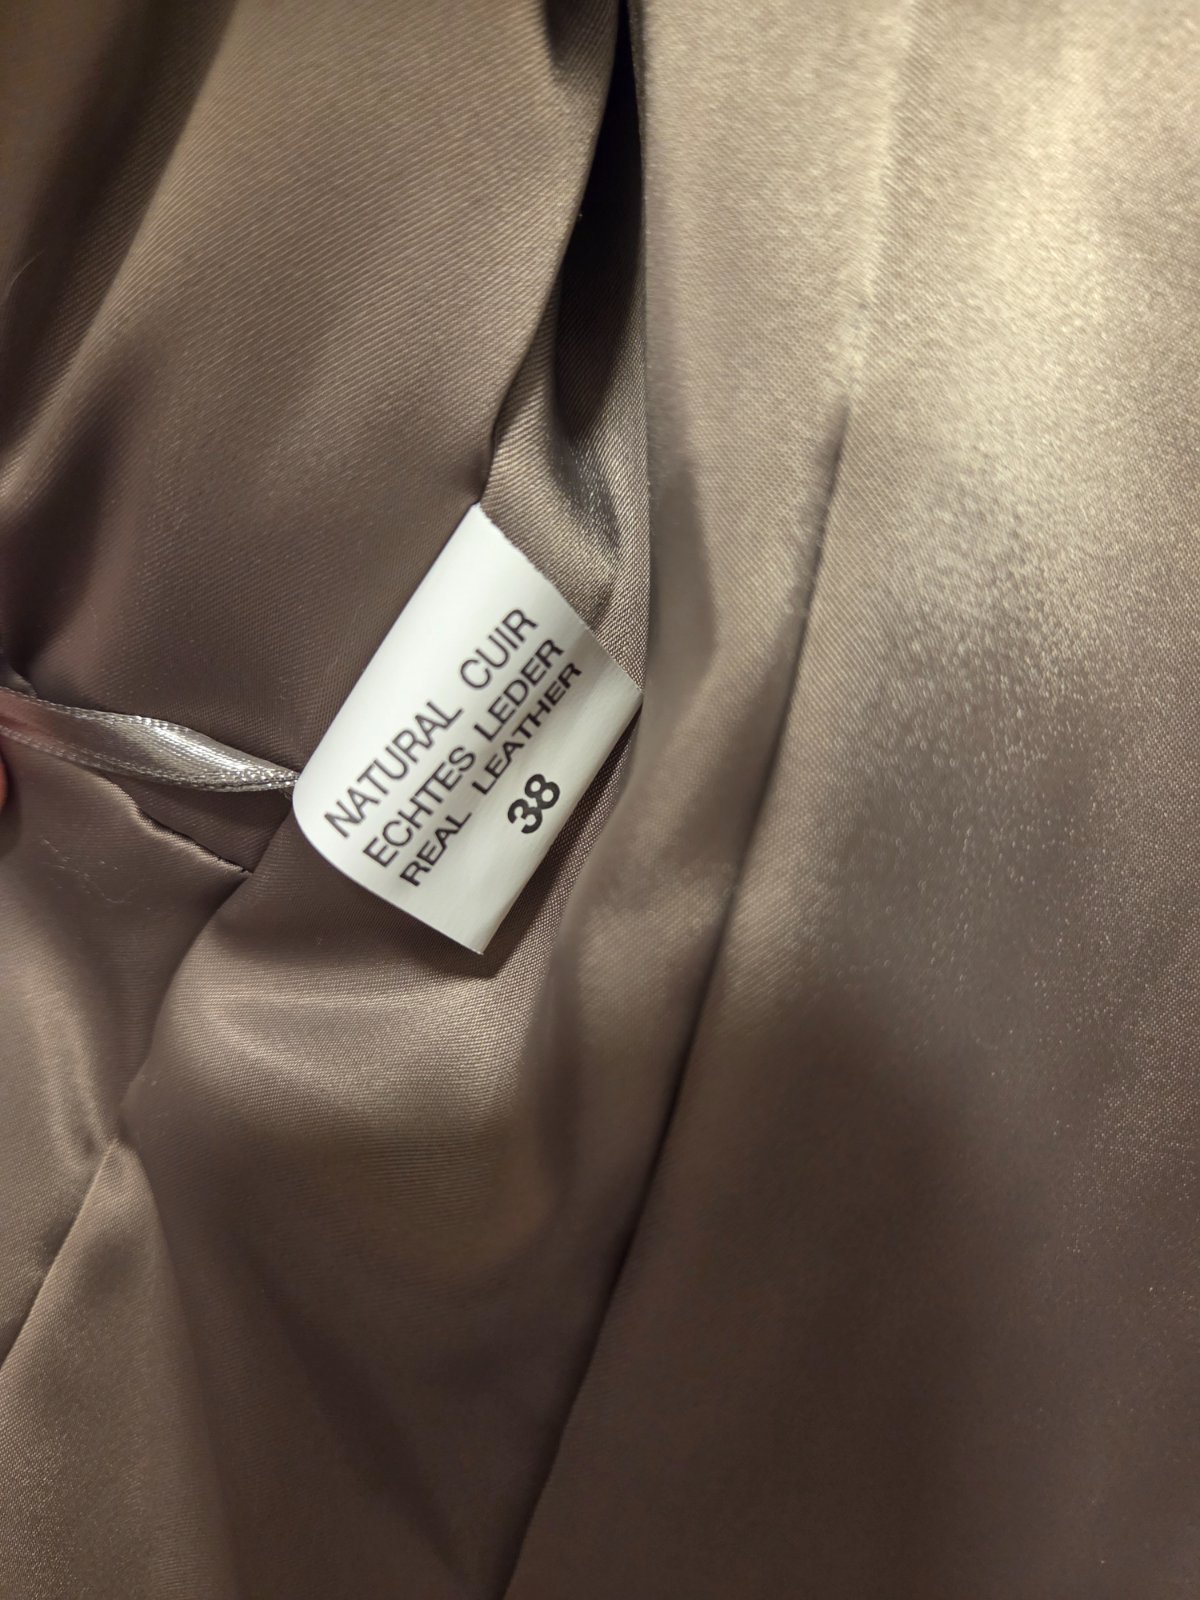 NATURAL CUIR
ECHTES LEDER
REAL LEATHER
38